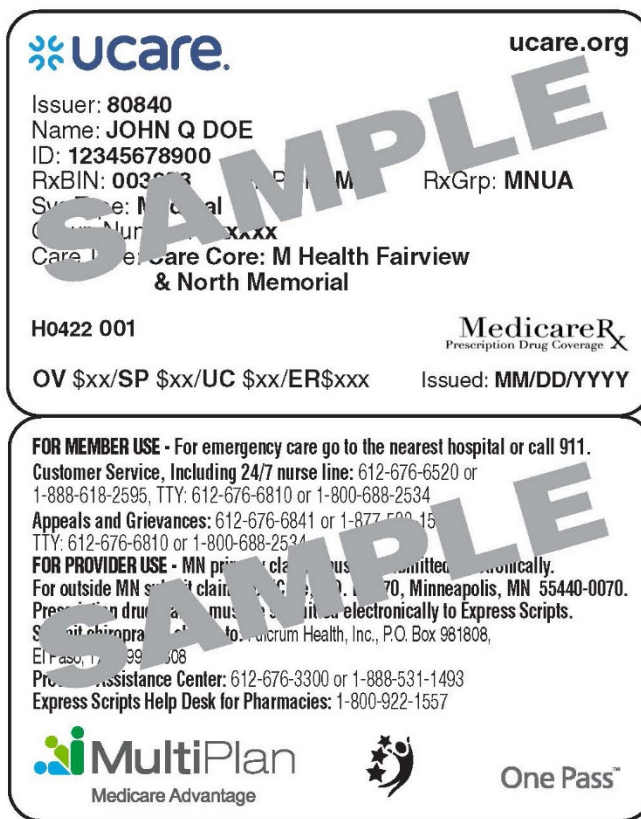 ucare.
ucare.org
Issuer: 80840
Name: JOHN Q DOE
ID: 12345678900
RxBIN: RxGrp: MNUA
Care Core: M Health Fairview
& North Memorial
H0422 001
MedicareRx
Prescription Drug Coverage
OV $xx/SP $xx/UC $xx/ER$xxx Issued: MM/DD/YYYY
SAMPLE
FOR MEMBER USE - For emergency care go to the nearest hospital or call 911.
Customer Service, Including 24/7 nurse line: 612-676-6520 or
1-888-618-2595, TTY: 612-676-6810 or 1-800-688-2534
Appeals and Grievances: 612-676-6841 or
TTY: 612-676-6810 or
FOR PROVIDER USE - MN
For outside MN Minneapolis, MN 55440-0070.
electronically to Express Scripts.
Health, Inc., P.O. Box 981808,
El Paso,
Assistance Center: 612-676-3300 or 1-888-531-1493
Express Scripts Help Desk for Pharmacies: 1-800-922-1557
SAMPLE
MultiPlan
Medicare Advantage
One Pass™